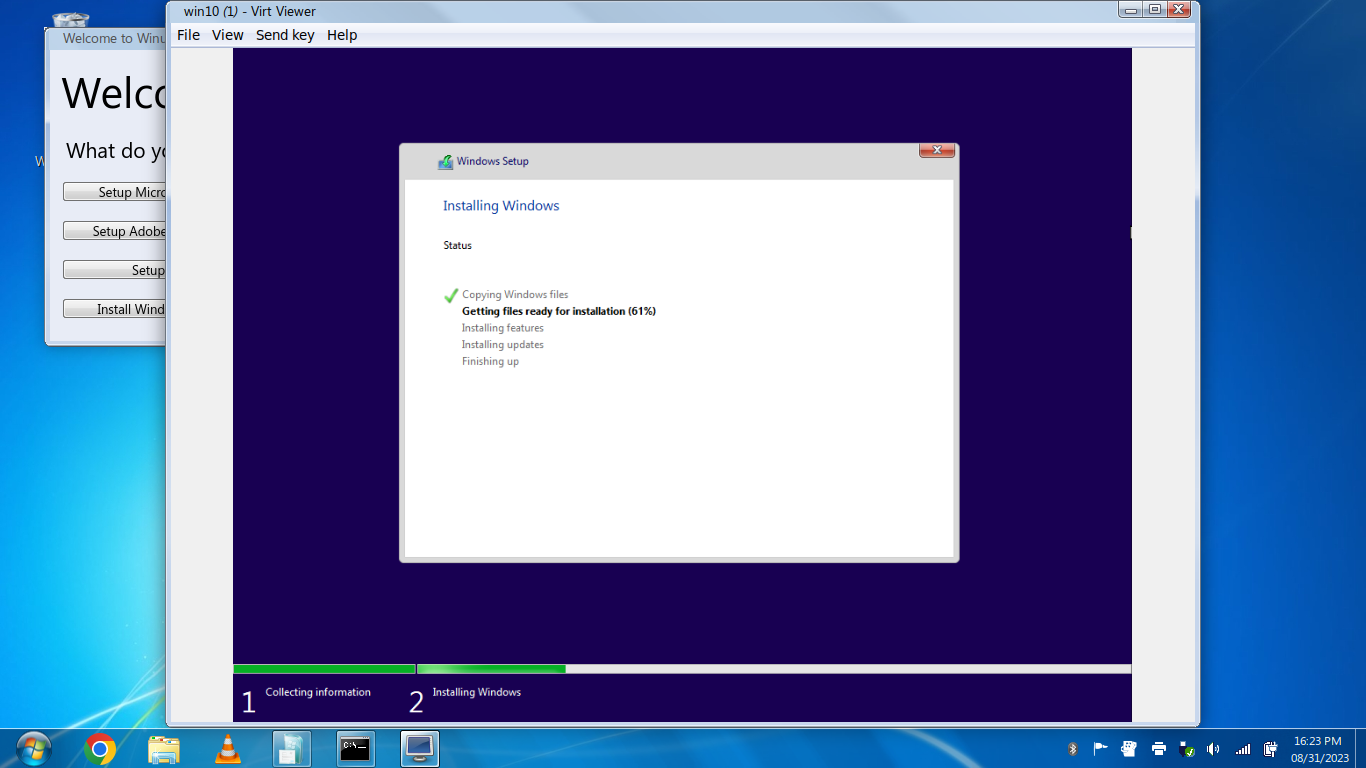 win10 (1) - Virt Viewer
File View Send key Help
Welcome to Winu
Welco
What do yo
W
Setup Micro
Setup Adobe
Setup
Install Wind
Windows Setup
Installing Windows
Status
Copying Windows files
Getting files ready for installation (61%)
Installing features
Installing updates
Finishing up
1 Collecting information
2 Installing Windows
C:\._
16:23 PM
08/31/2023